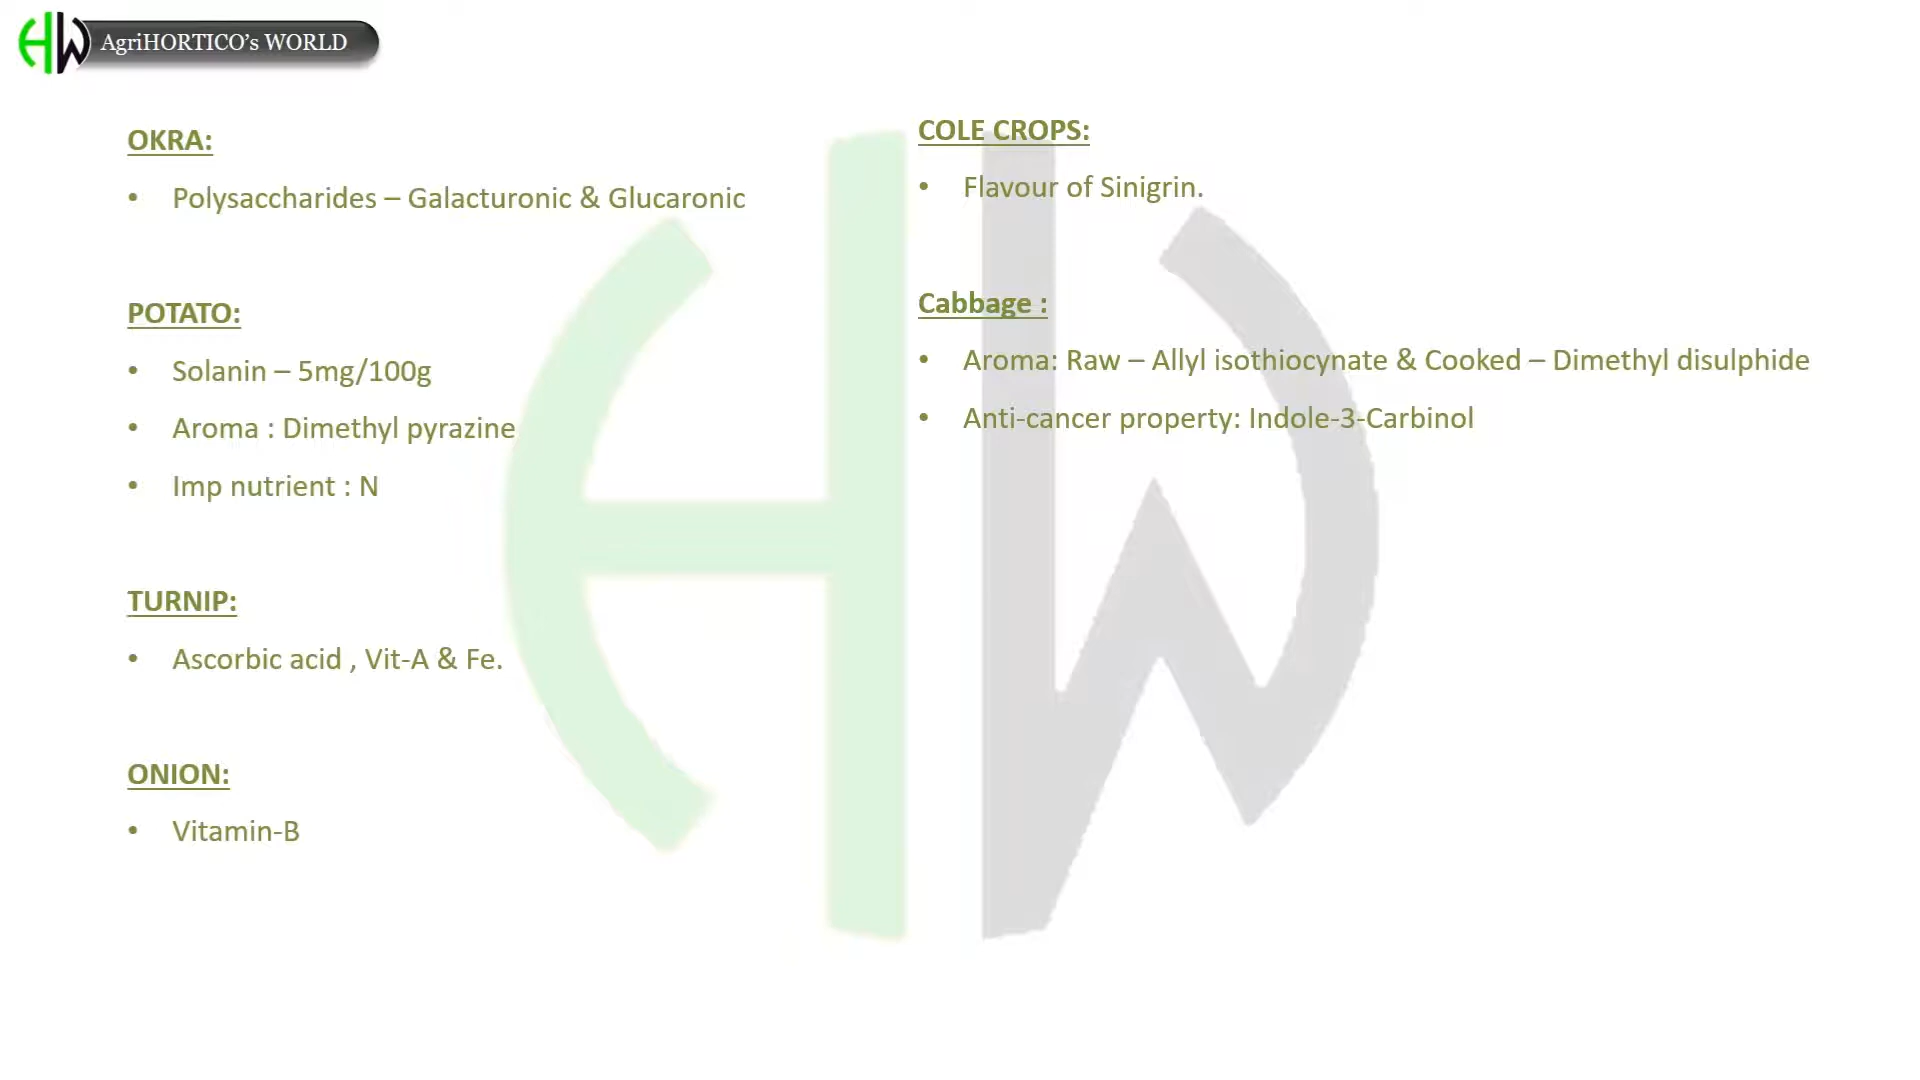 AgriHORTICO's WORLD
OKRA:
• Polysaccharides – Galacturonic & Glucaronic
POTATO:
• Solanin – 5mg/100g
• Aroma : Dimethyl pyrazine
• Imp nutrient : N
TURNIP:
• Ascorbic acid , Vit-A & Fe.
ONION:
• Vitamin-B
COLE CROPS:
• Flavour of Sinigrin.
Cabbage :
• Aroma: Raw – Allyl isothiocynate & Cooked – Dimethyl disulphide
• Anti-cancer property: Indole-3-Carbinol